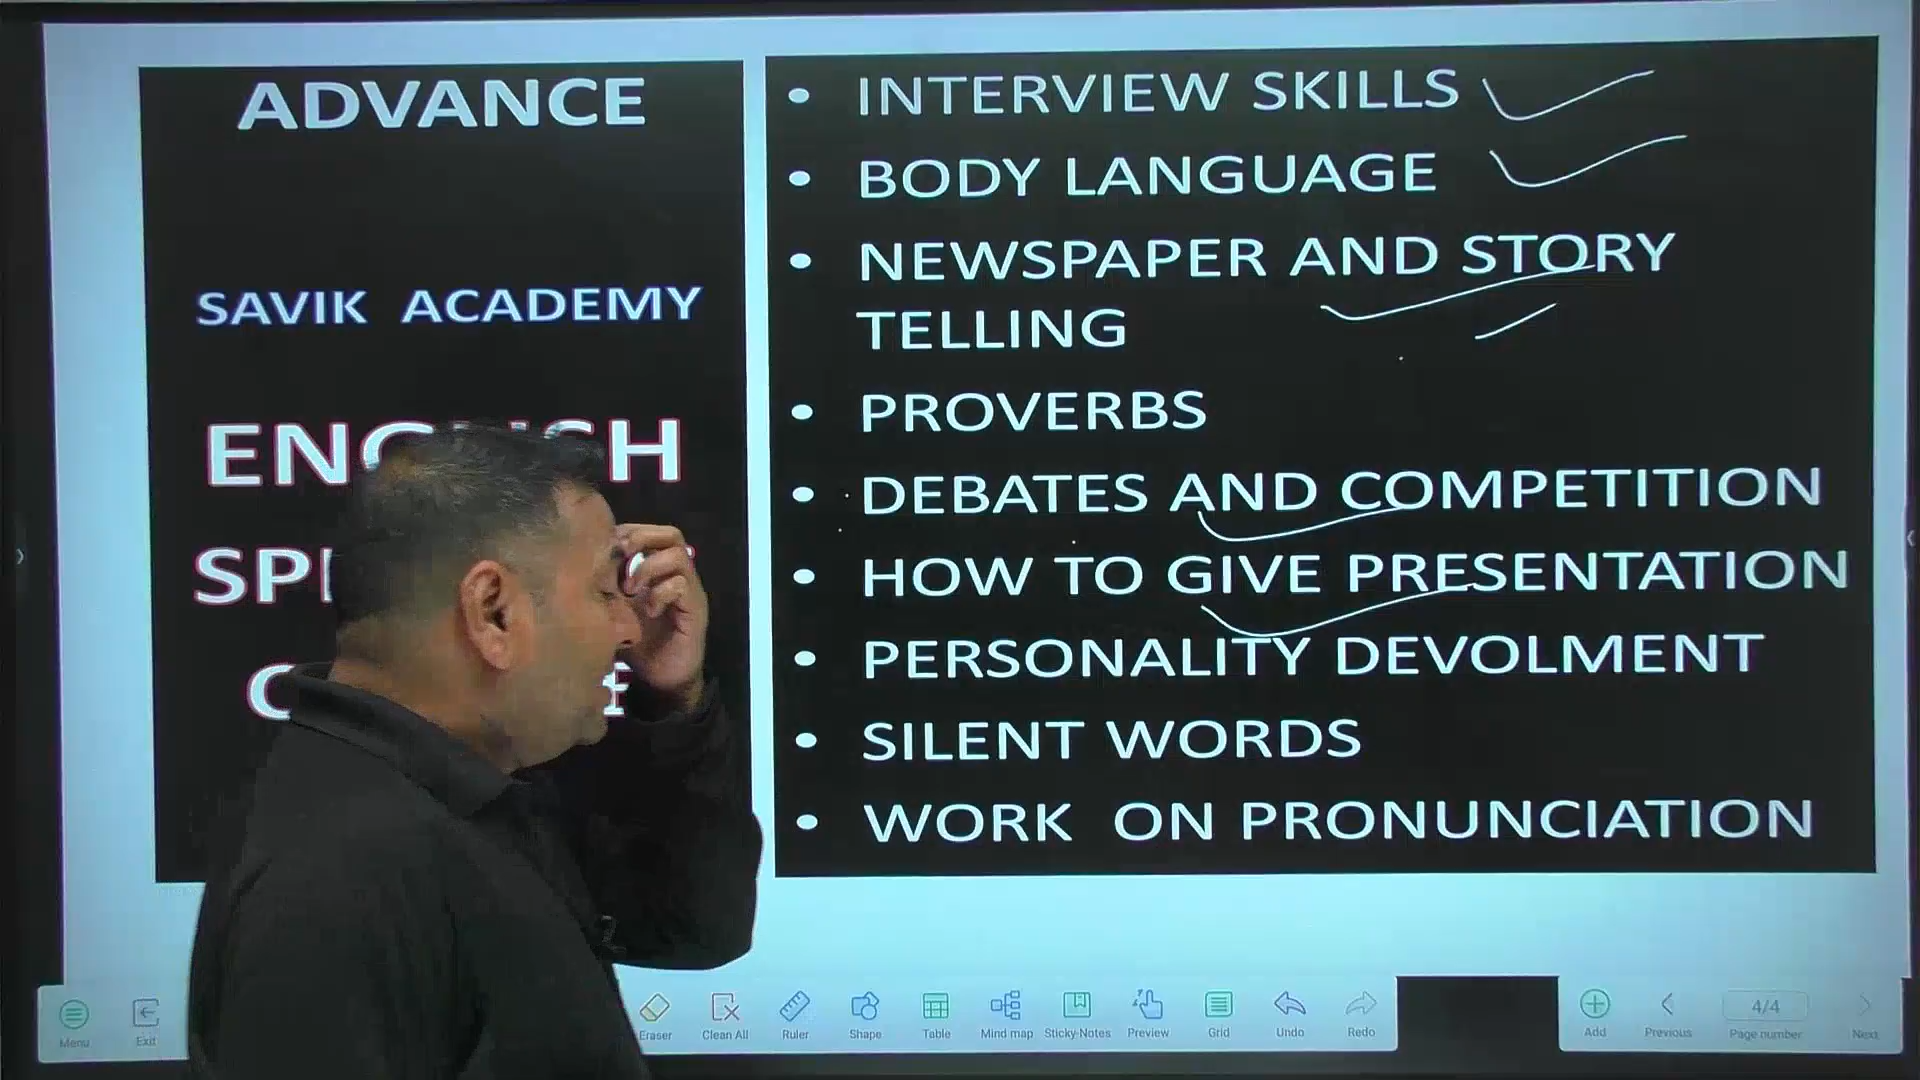 ADVANCE
SAVIK ACADEMY
• INTERVIEW SKILLS
• BODY LANGUAGE
• NEWSPAPER AND STORY
TELLING
• PROVERBS
• DEBATES AND COMPETITION
• HOW TO GIVE PRESENTATION
• PERSONALITY DEVOLMENT
• SILENT WORDS
• WORK ON PRONUNCIATION
Menu
Exit
Eraser
Clean All
Ruler
Shape
Table
Mind map
Sticky-Notes
Preview
Grid
Undo
Redo
Add
Previous
4/4
Page number
Next